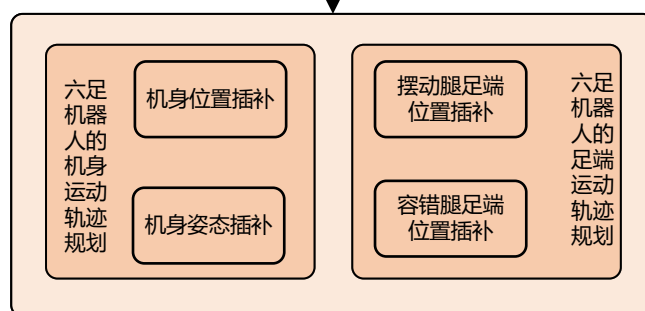 六足
机器
人的
机身
运动
轨迹
规划
机身位置插补
机身姿态插补
摆动腿足端
位置插补
容错腿足端
位置插补
六足
机器
人的
足端
运动
轨迹
规划